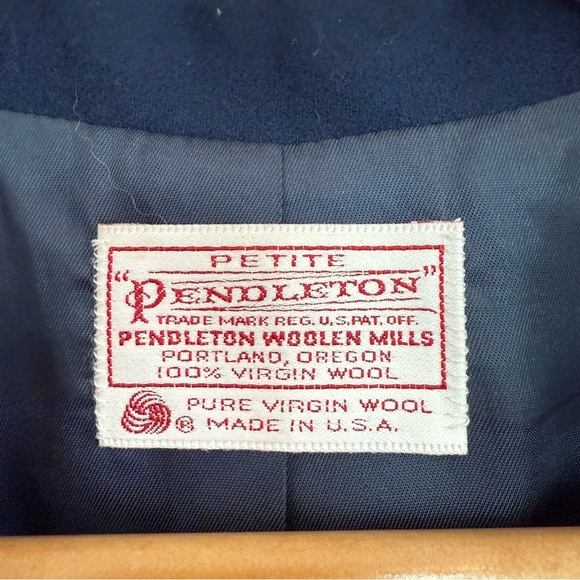 PETITE
"PENDLETON"
TRADE MARK REG. U.S. PAT. OFF.
PENDLETON WOOLEN MILLS
PORTLAND, OREGON
100% VIRGIN WOOL
® PURE VIRGIN WOOL
MADE IN U.S.A.